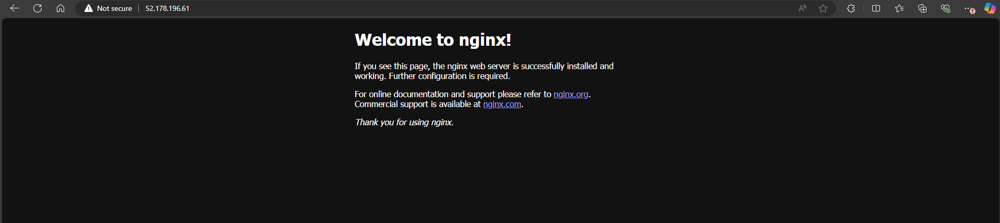 Not secure 52.178.196.61
Welcome to nginx!
If you see this page, the nginx web server is successfully installed and
working. Further configuration is required.
For online documentation and support please refer to nginx.org.
Commercial support is available at nginx.com.
Thank you for using nginx.